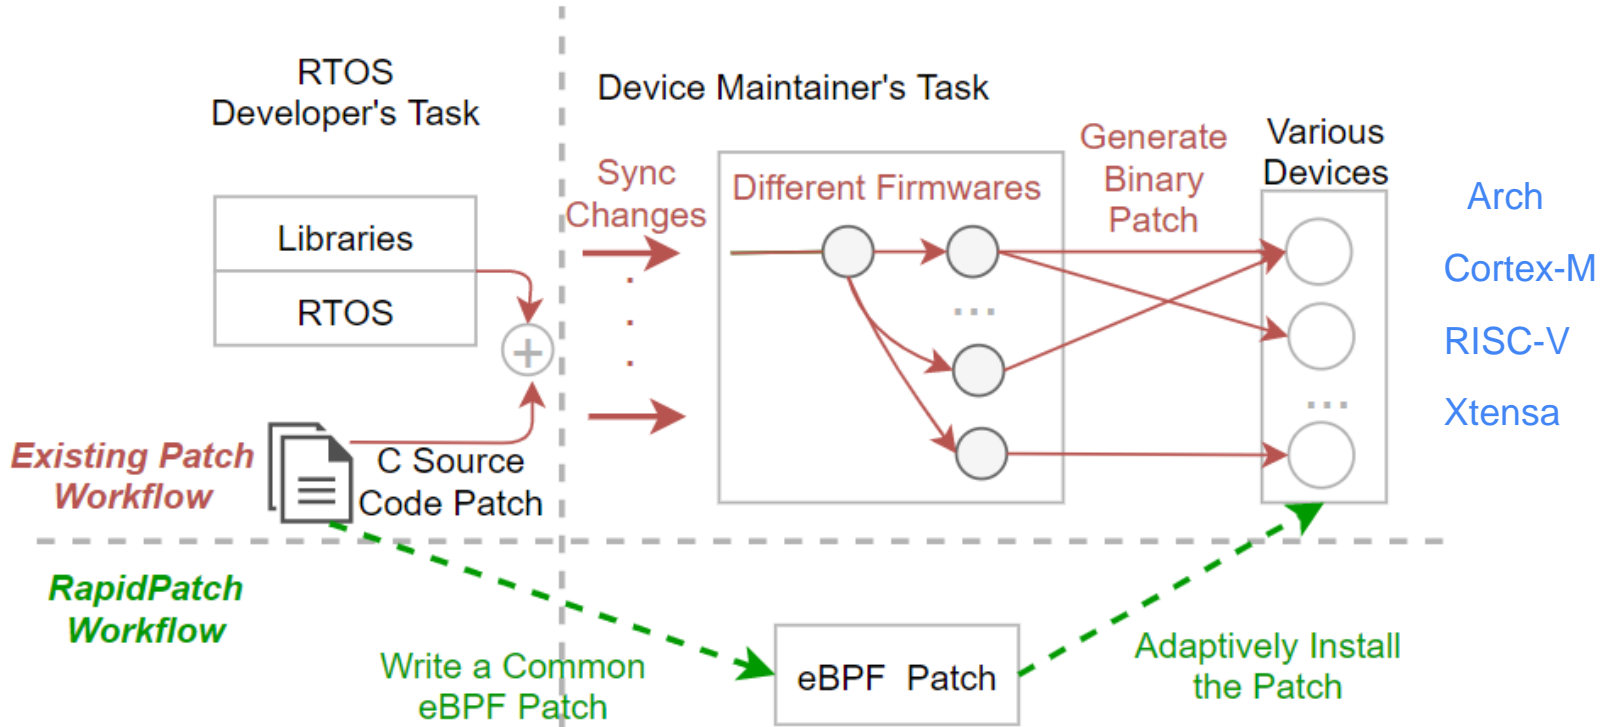 RTOS
Developer's Task
Device Maintainer's Task
Libraries
RTOS
Sync
Changes
Different Firmwares
...
Generate
Binary
Patch
Various
Devices
...
Arch
Cortex-M
RISC-V
Xtensa
Existing Patch
Workflow
C Source
Code Patch
RapidPatch
Workflow
Write a Common
eBPF Patch
eBPF Patch
Adaptively Install
the Patch